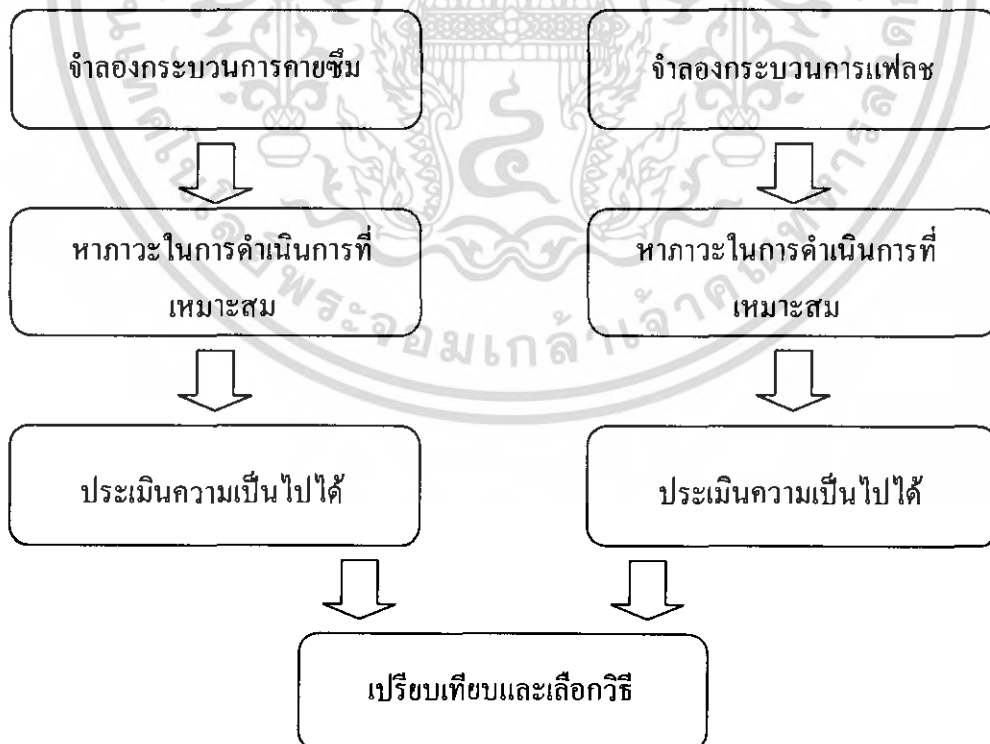 จำลองกระบวนการคายซึม
จำลองกระบวนการแฟลช
หาภาวะในการดำเนินการที่
เหมาะสม
หาภาวะในการดำเนินการที่
เหมาะสม
ประเมินความเป็นไปได้
ประเมินความเป็นไปได้
เปรียบเทียบและเลือกวิธี